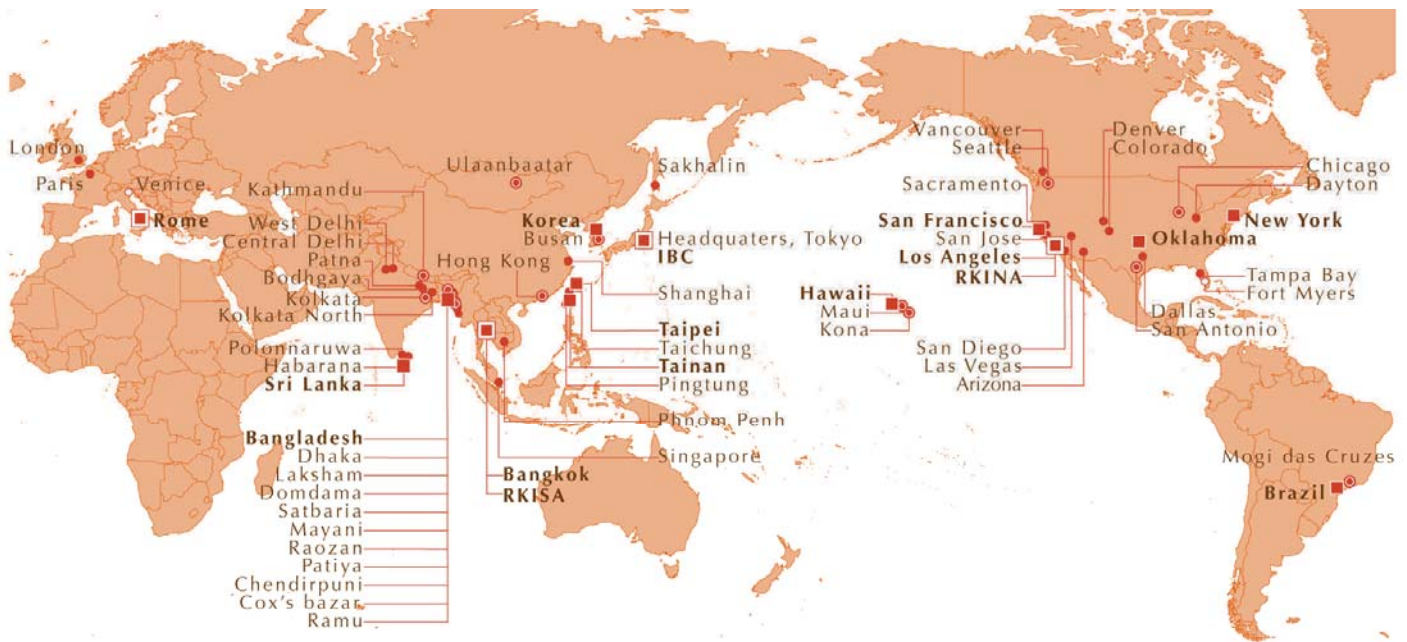 London
Paris
Venice
Rome
Kathmandu
West Delhi
Central Delhi
Patna
Bodhgaya
Kolkata
Kolkata North
Polonnaruwa
Habarana
Sri Lanka
Bangladesh
Dhaka
Laksham
Domdama
Satbaria
Mayani
Raozan
Patiya
Chendirpuni
Cox's bazar
Ramu
Ulaanbaatar
Sakhalin
Korea
Busan
Headquaters, Tokyo
IBC
Hong Kong
Shanghai
Taipei
Taichung
Tainan
Pingtung
Phnom Penh
Singapore
Bangkok
RKISA
Hawaii
Maui
Kona
Vancouver
Seattle
Sacramento
San Francisco
San Jose
Los Angeles
RKINA
San Diego
Las Vegas
Arizona
Denver
Colorado
Chicago
Dayton
New York
Oklahoma
Tampa Bay
Fort Myers
Dallas
San Antonio
Mogi das Cruzes
Brazil